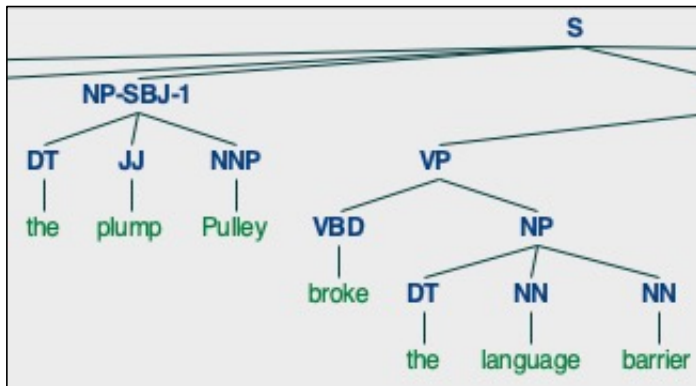 S
NP-SBJ-1
DT JJ NNP VP
the plump Pulley VBD NP
broke DT NN NN
the language barrier